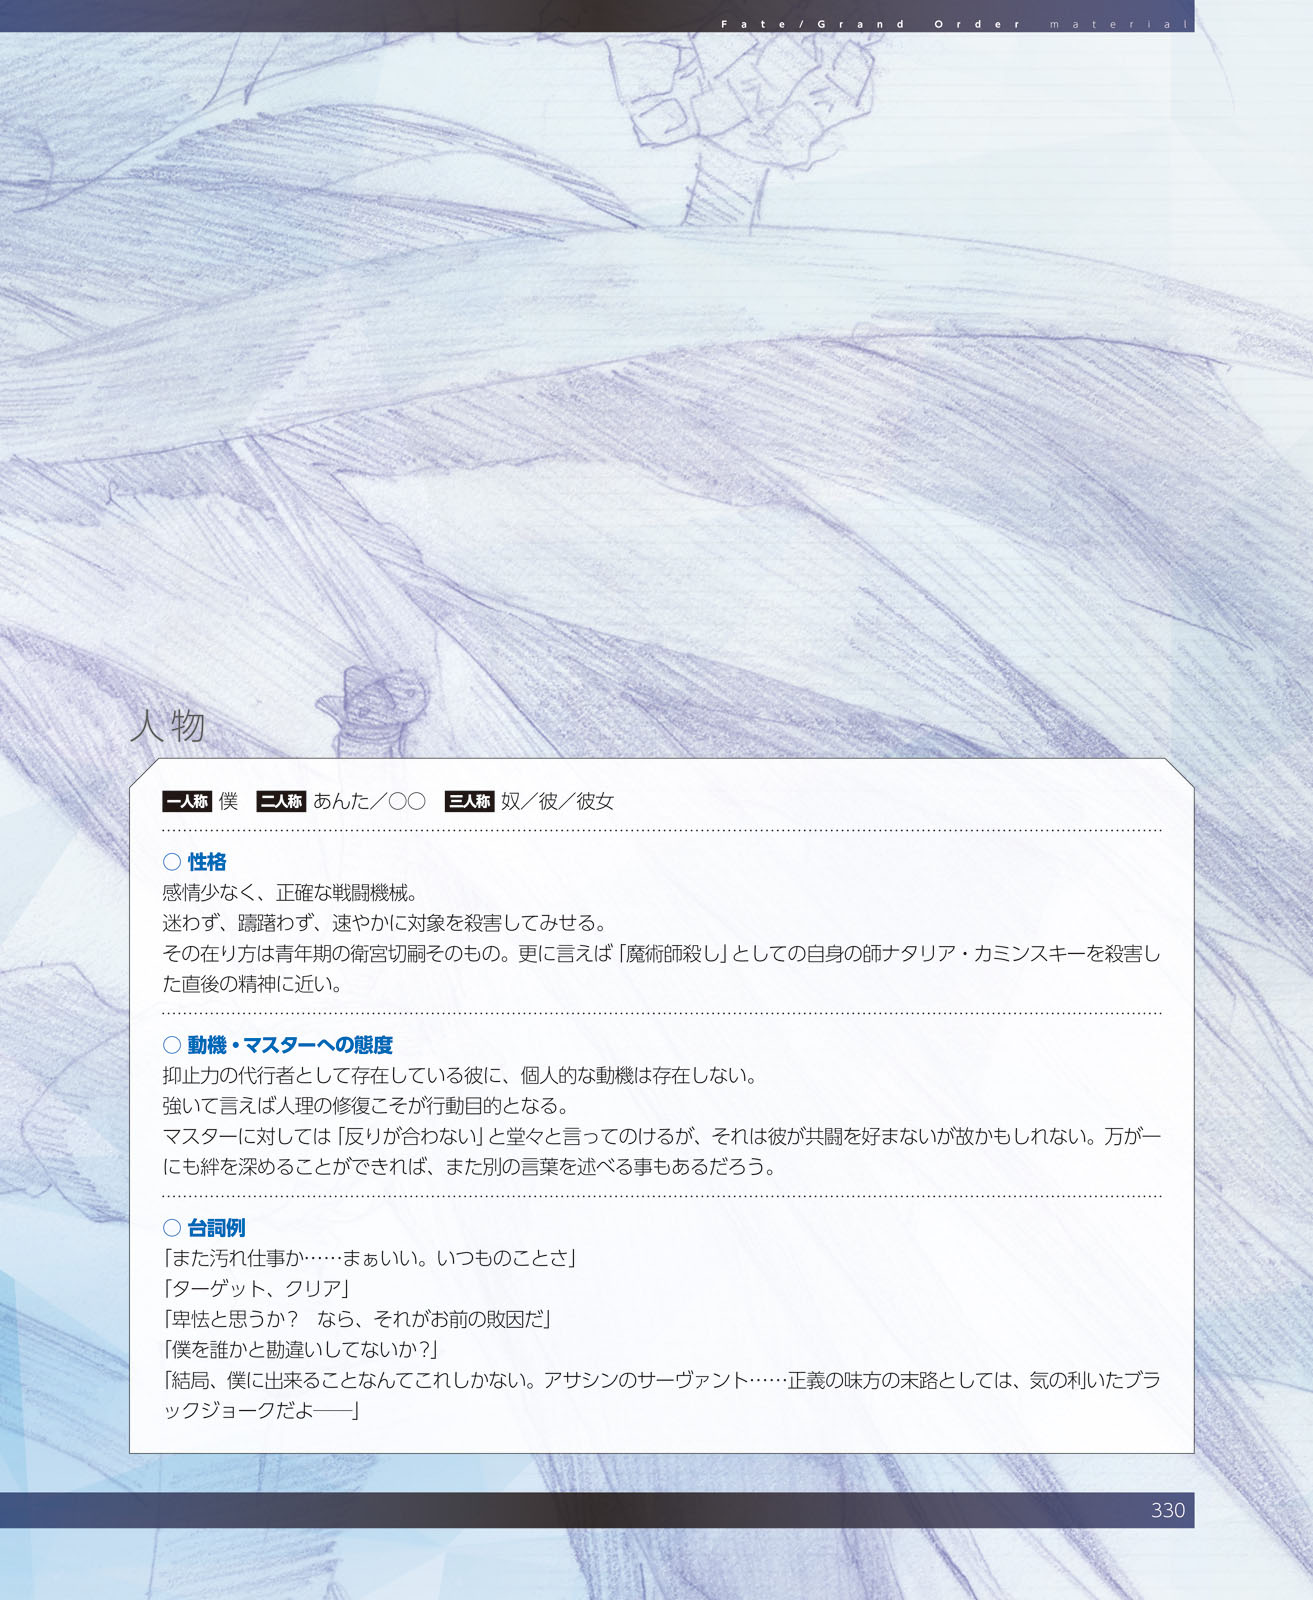 Fate/Grand Order material
人物
一人称 僕 二人称 あんた／○○ 三人称 奴／彼／彼女
○ 性格
感情少なく、正確な戦闘機械。
迷わず、躊躇わず、速やかに対象を殺害してみせる。
その在り方は青年期の衛宮切嗣そのもの。更に言えば「魔術師殺し」としての自身の師ナタリア・カミンスキーを殺害し
た直後の精神に近い。
○ 動機・マスターへの態度
抑止力の代行者として存在している彼に、個人的な動機は存在しない。
強いて言えば人理の修復こそが行動目的となる。
マスターに対しては「反りが合わない」と堂々と言ってのけるが、それは彼が共闘を好まないが故かもしれない。万が一
にも絆を深めることができれば、また別の言葉を述べる事もあるだろう。
○ 台詞例
「また汚れ仕事か……まぁいい。いつものことさ」
「ターゲット、クリア」
「卑怯と思うか？　なら、それがお前の敗因だ」
「僕を誰かと勘違いしてないか？」
「結局、僕に出来ることなんてこれしかない。アサシンのサーヴァント……正義の味方の末路としては、気の利いたブラ
ックジョークだよ――」
330